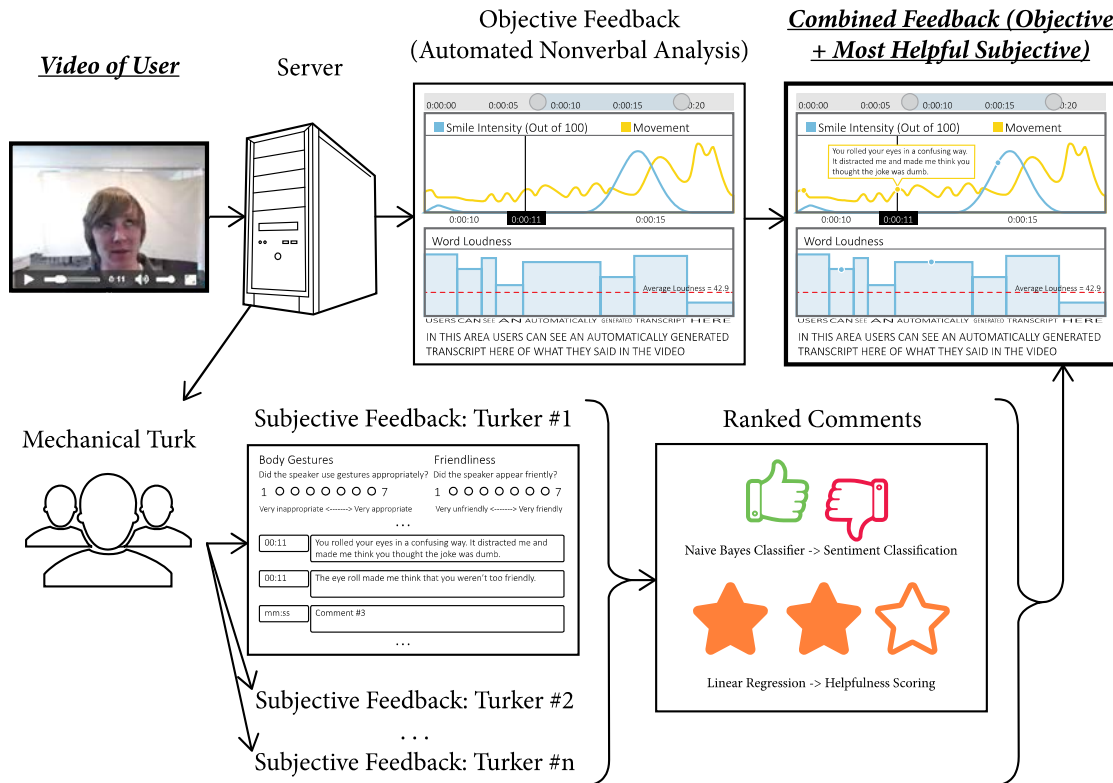 Video of User
Server
Objective Feedback
(Automated Nonverbal Analysis)
0:00:00 0:00:05 0:00:10 0:00:15 0:20
Smile Intensity (Out of 100) Movement
0:00:10 0:00:11 0:00:15
Word Loudness
Average Loudness = 42.9
USERS CAN SEE AN AUTOMATICALLY GENERATED TRANSCRIPT HERE
IN THIS AREA USERS CAN SEE AN AUTOMATICALLY GENERATED
TRANSCRIPT HERE OF WHAT THEY SAID IN THE VIDEO
Combined Feedback (Objective
+ Most Helpful Subjective)
0:00:00 0:00:05 0:00:10 0:00:15 0:20
Smile Intensity (Out of 100) Movement
You rolled your eyes in a confusing way.
It distracted me and made me think you
thought the joke was dumb.
0:00:10 0:00:11 0:00:15
Word Loudness
Average Loudness = 42.9
USERS CAN SEE AN AUTOMATICALLY GENERATED TRANSCRIPT HERE
IN THIS AREA USERS CAN SEE AN AUTOMATICALLY GENERATED
TRANSCRIPT HERE OF WHAT THEY SAID IN THE VIDEO
0:11
Mechanical Turk
Subjective Feedback: Turker #1
Body Gestures Friendliness
Did the speaker use gestures appropriately? Did the speaker appear friently?
1 7 1 7
Very inappropriate <-------> Very appropriate Very unfriendly <-------> Very friendly
...
00:11 You rolled your eyes in a confusing way. It distracted me and
made me think you thought the joke was dumb.
00:11 The eye roll made me think that you weren't too friendly.
mm:ss Comment #3
...
Subjective Feedback: Turker #2
. . .
Subjective Feedback: Turker #n
Ranked Comments
Naive Bayes Classifier -> Sentiment Classification
Linear Regression -> Helpfulness Scoring